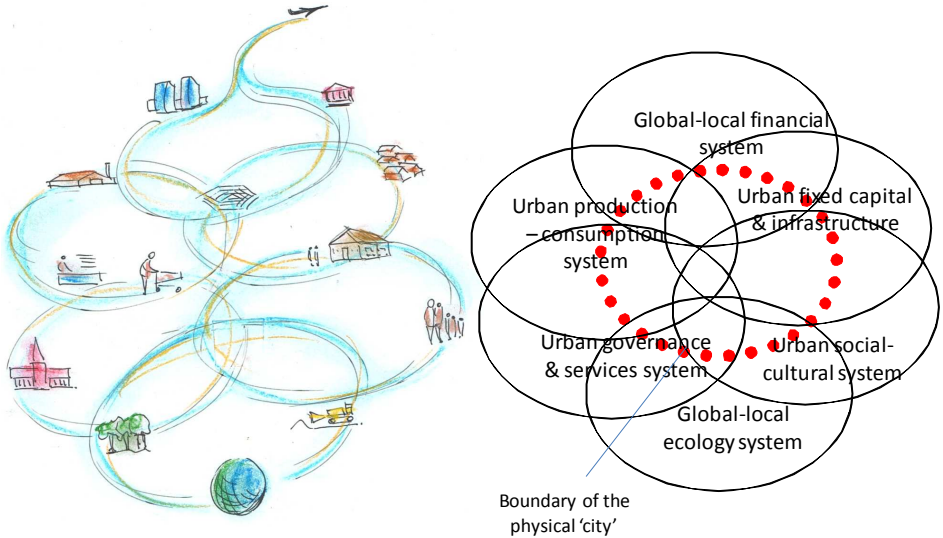 Global-local financial
system
Urban fixed capital
& infrastructure
Urban production
– consumption
system
Urban governance
& services system
Urban social-
cultural system
Global-local
ecology system
Boundary of the
physical ‘city’